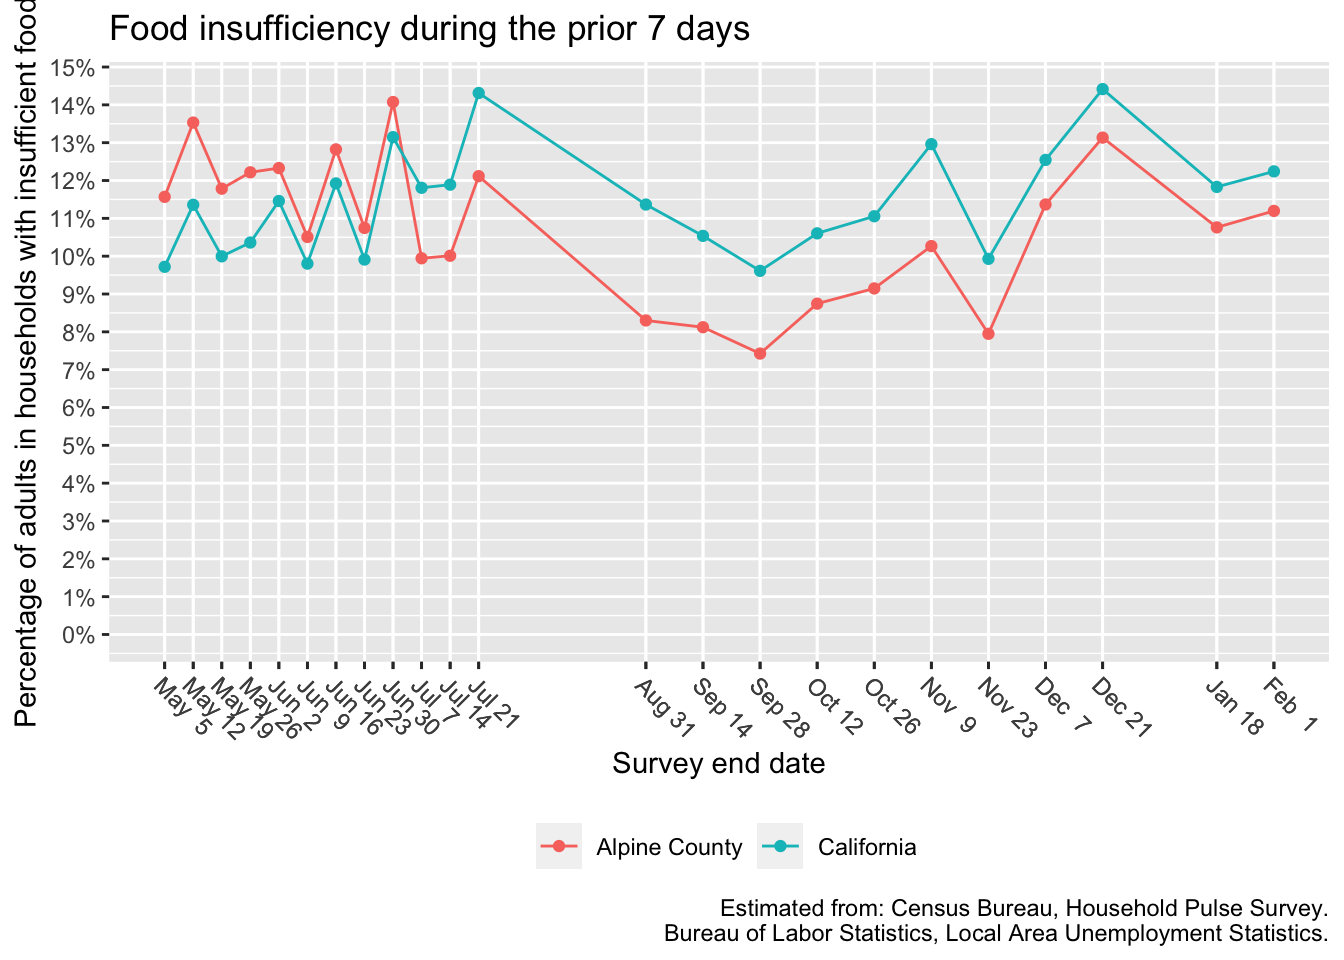 Food insufficiency during the prior 7 days
Percentage of adults in households with insufficient food
15%
14%
13%
12%
11%
10%
9%
8%
7%
6%
5%
4%
3%
2%
1%
0%
May 5
May 12
May 19
May 26
Jun 2
Jun 9
Jun 16
Jun 23
Jun 30
Jul 7
Jul 14
Jul 21
Aug 31
Sep 14
Sep 28
Oct 12
Oct 26
Nov 9
Nov 23
Dec 7
Dec 21
Jan 18
Feb 1
Survey end date
Alpine County
California
Estimated from: Census Bureau, Household Pulse Survey.
Bureau of Labor Statistics, Local Area Unemployment Statistics.